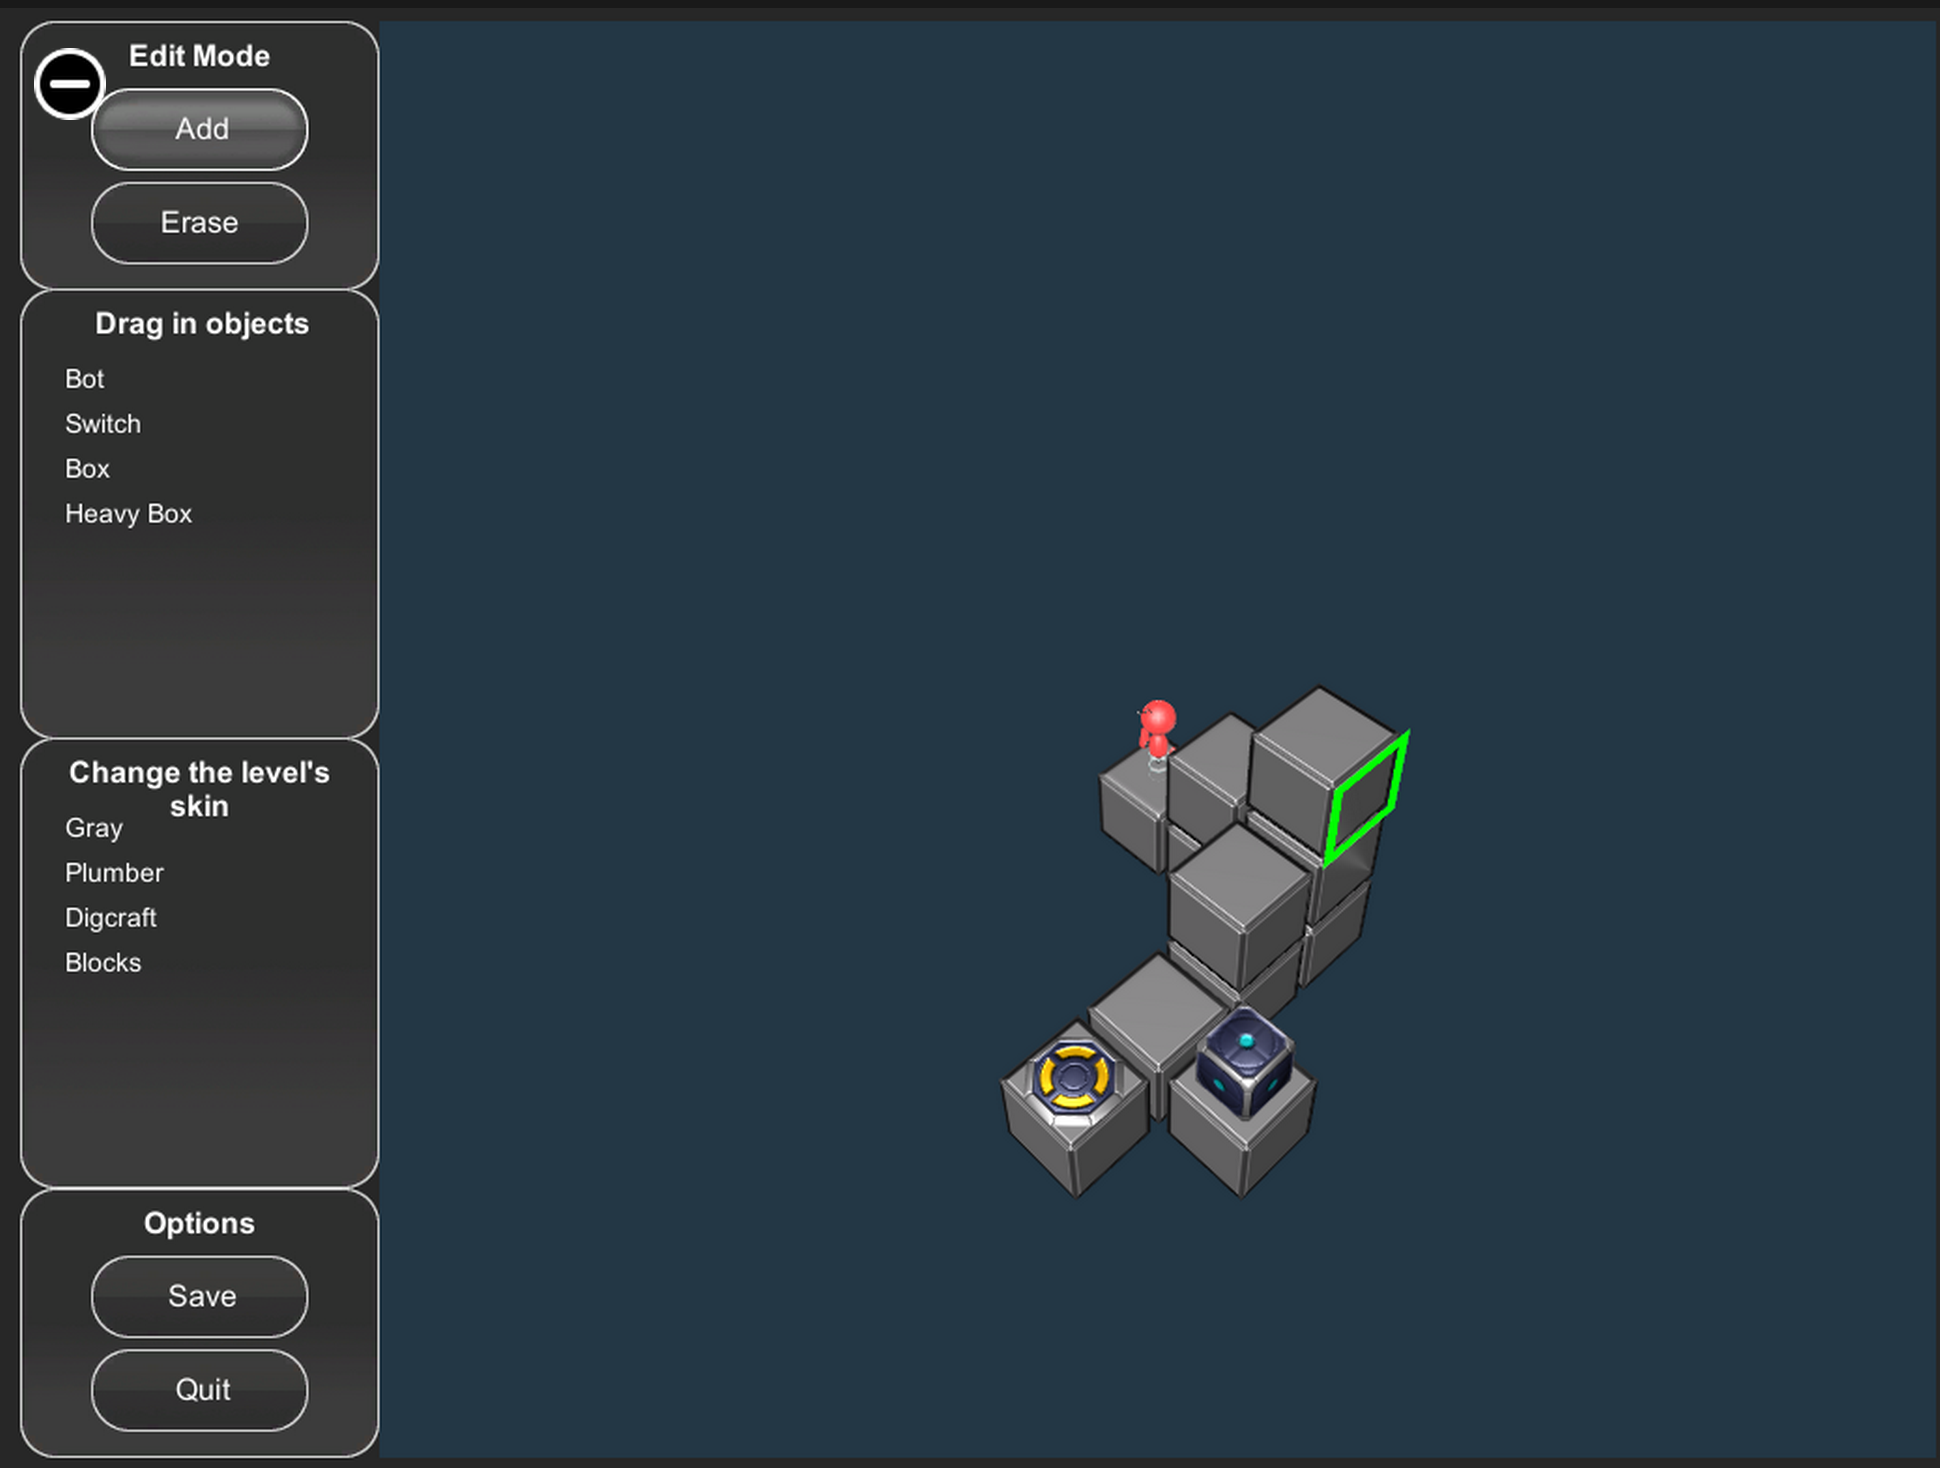 Edit Mode
Add
Erase
Drag in objects
Bot
Switch
Box
Heavy Box
Change the level's
skin
Gray
Plumber
Digcraft
Blocks
Options
Save
Quit